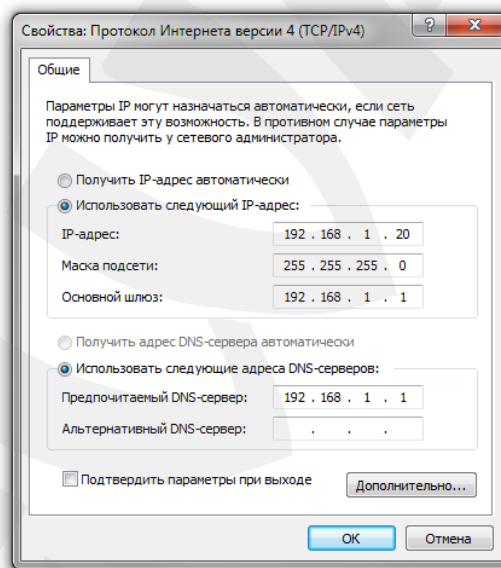 Свойства: Протокол Интернета версии 4 (TCP/IPv4)
Общие
Параметры IP могут назначаться автоматически, если сеть
поддерживает эту возможность. В противном случае параметры
IP можно получить у сетевого администратора.
Получить IP-адрес автоматически
Использовать следующий IP-адрес:
IP-адрес: 192 . 168 . 1 . 20
Маска подсети: 255 . 255 . 255 . 0
Основной шлюз: 192 . 168 . 1 . 1
Получить адрес DNS-сервера автоматически
Использовать следующие адреса DNS-серверов:
Предпочитаемый DNS-сервер: 192 . 168 . 1 . 1
Альтернативный DNS-сервер: . . .
Подтвердить параметры при выходе
Дополнительно...
ОК Отмена